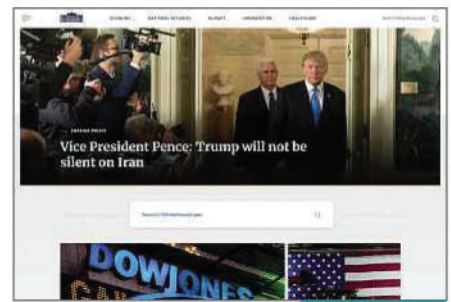 ECONOMY NATIONAL SECURITY BUDGET IMMIGRATION HEALTHCARE
FOREIGN POLICY
Vice President Pence: Trump will not be
silent on Iran
DOWJONES